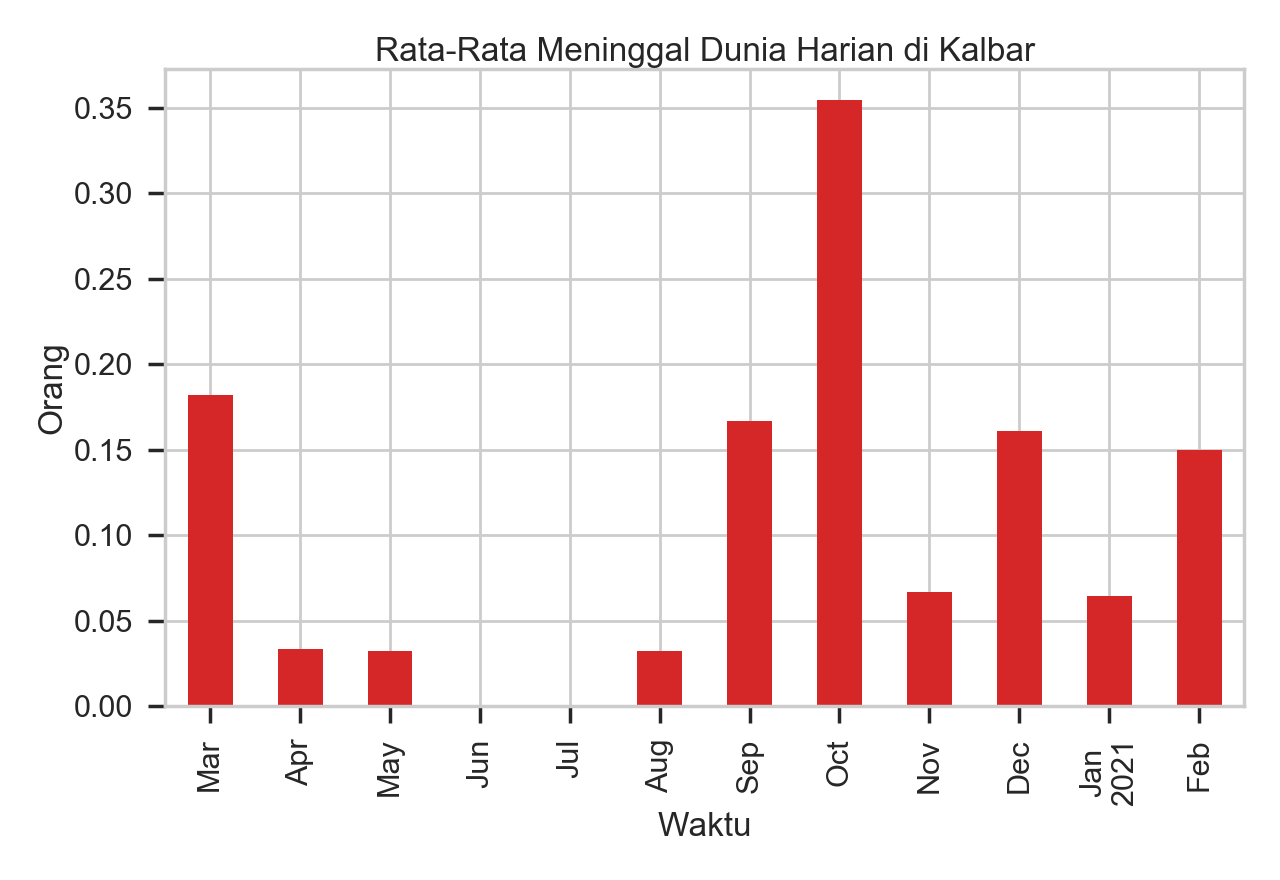 Rata-Rata Meninggal Dunia Harian di Kalbar
0.35
0.30
0.25
0.20
0.15
0.10
0.05
0.00
Orang
Mar
Apr
May
Jun
Jul
Aug
Sep
Oct
Nov
Dec
Jan
2021
Feb
Waktu